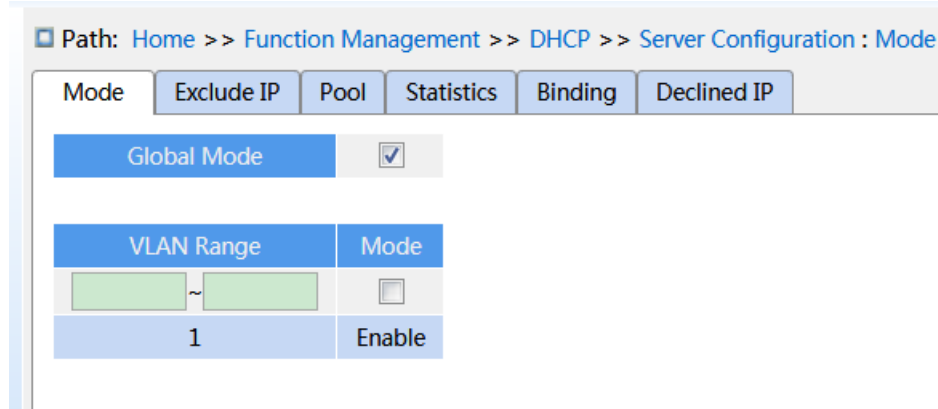 Path: Home >> Function Management >> DHCP >> Server Configuration : Mode
Mode Exclude IP Pool Statistics Binding Declined IP
Global Mode
VLAN Range Mode
~
1 Enable